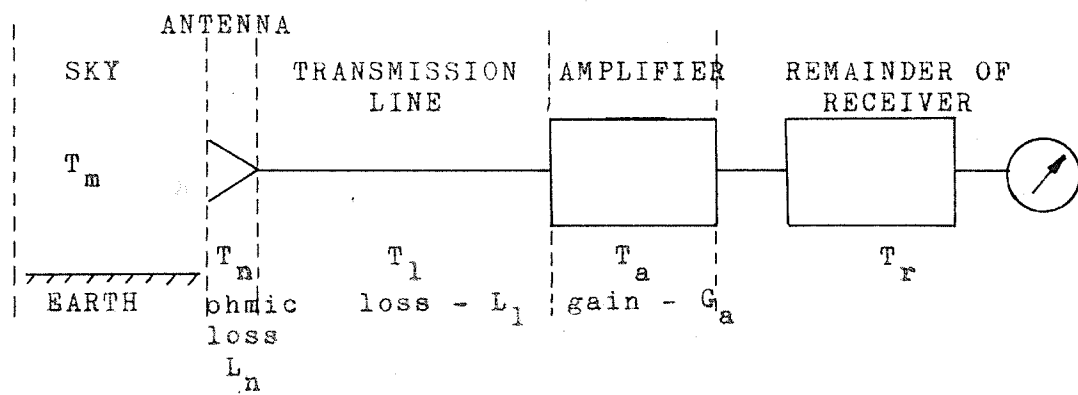 ANTENNA
SKY
TRANSMISSION
LINE
AMPLIFIER
REMAINDER OF
RECEIVER
T_m
T_n
T_l
T_a
T_r
EARTH
ohmic
loss
L_n
loss - L_l
gain - G_a